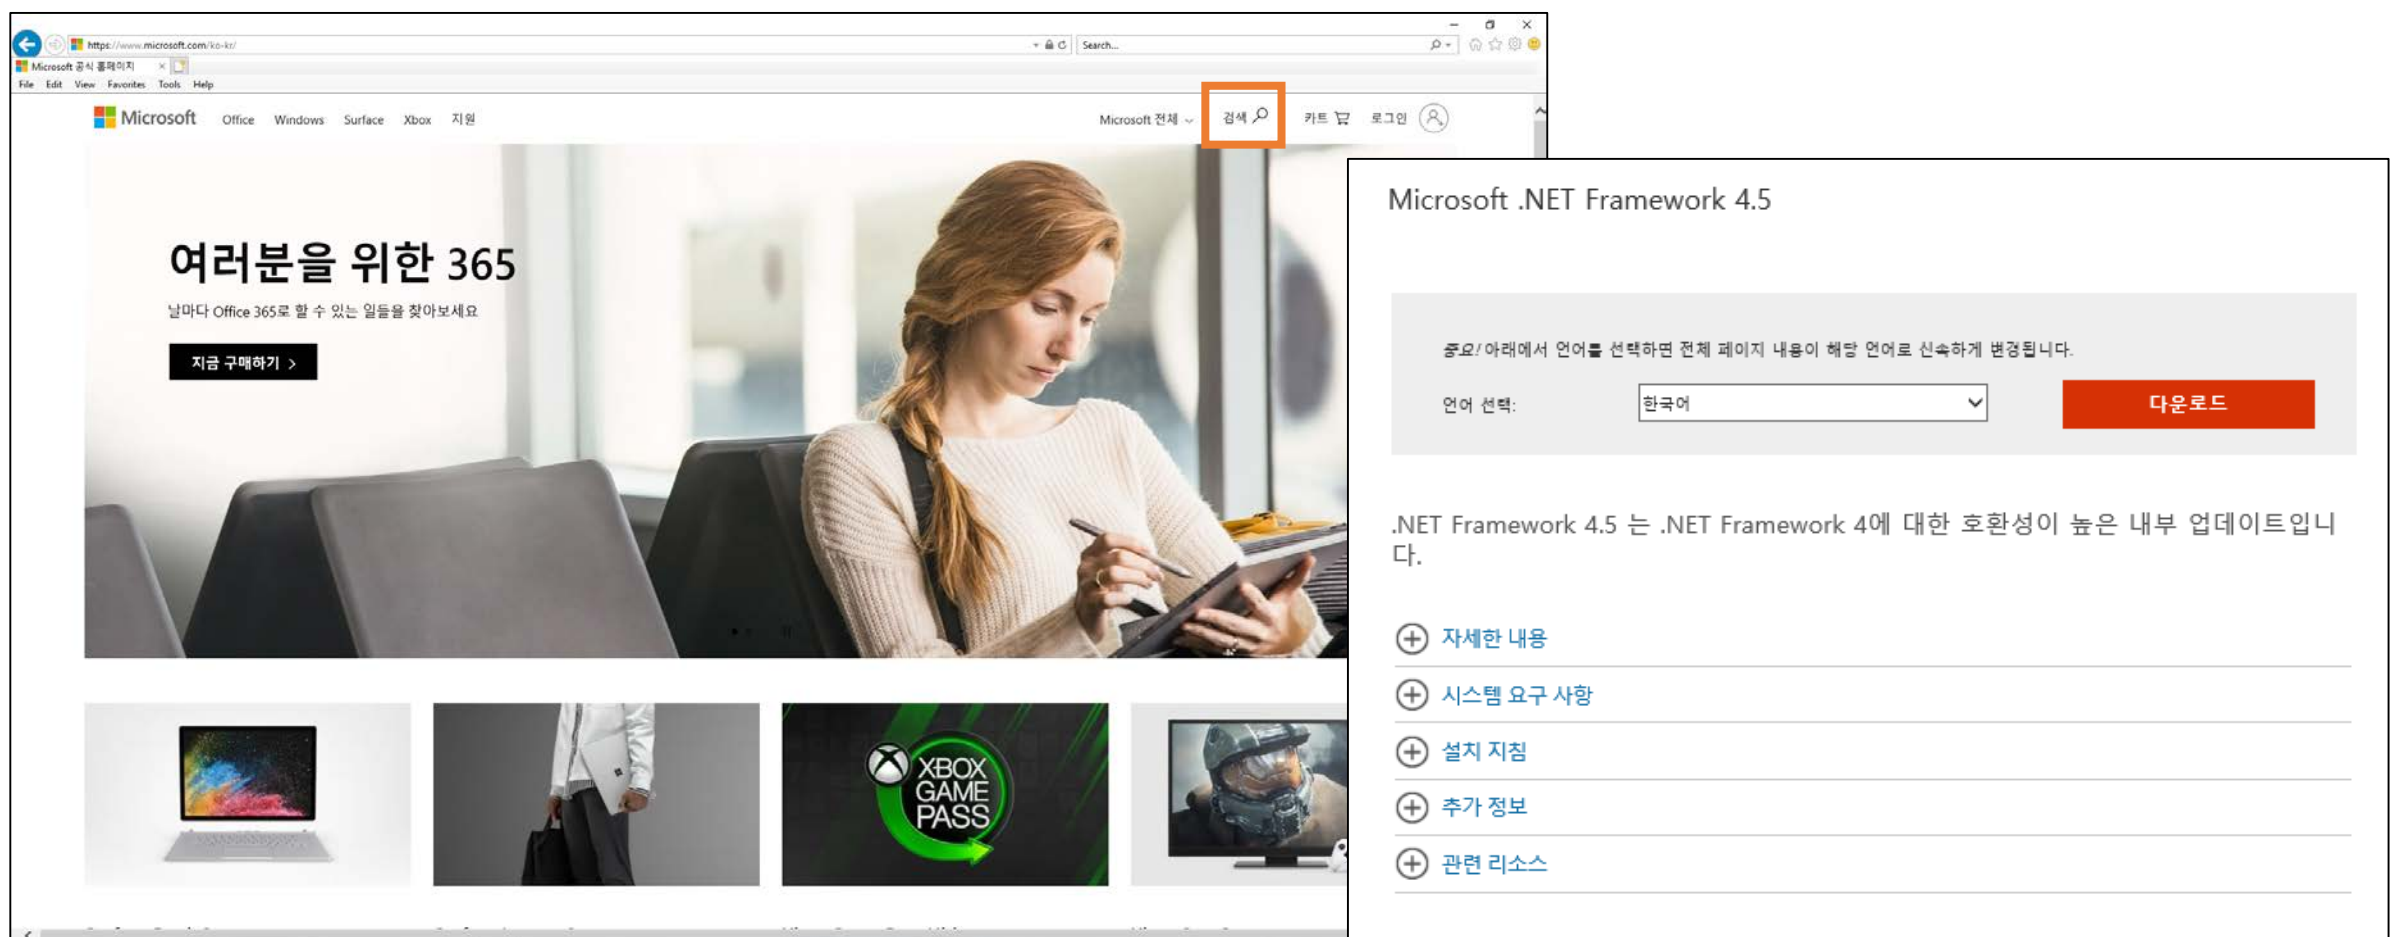 https://www.microsoft.com/ko-kr/
Search...
Microsoft 공식 홈페이지
File Edit View Favorites Tools Help
Microsoft Office Windows Surface Xbox 지원
Microsoft 전체 검색 카트 로그인
여러분을 위한 365
날마다 Office 365로 할 수 있는 일들을 찾아보세요
지금 구매하기 >
XBOX
GAME
PASS
Microsoft .NET Framework 4.5
중요! 아래에서 언어를 선택하면 전체 페이지 내용이 해당 언어로 신속하게 변경됩니다.
언어 선택: 한국어 다운로드
.NET Framework 4.5 는 .NET Framework 4에 대한 호환성이 높은 내부 업데이트입니
다.
자세한 내용
시스템 요구 사항
설치 지침
추가 정보
관련 리소스